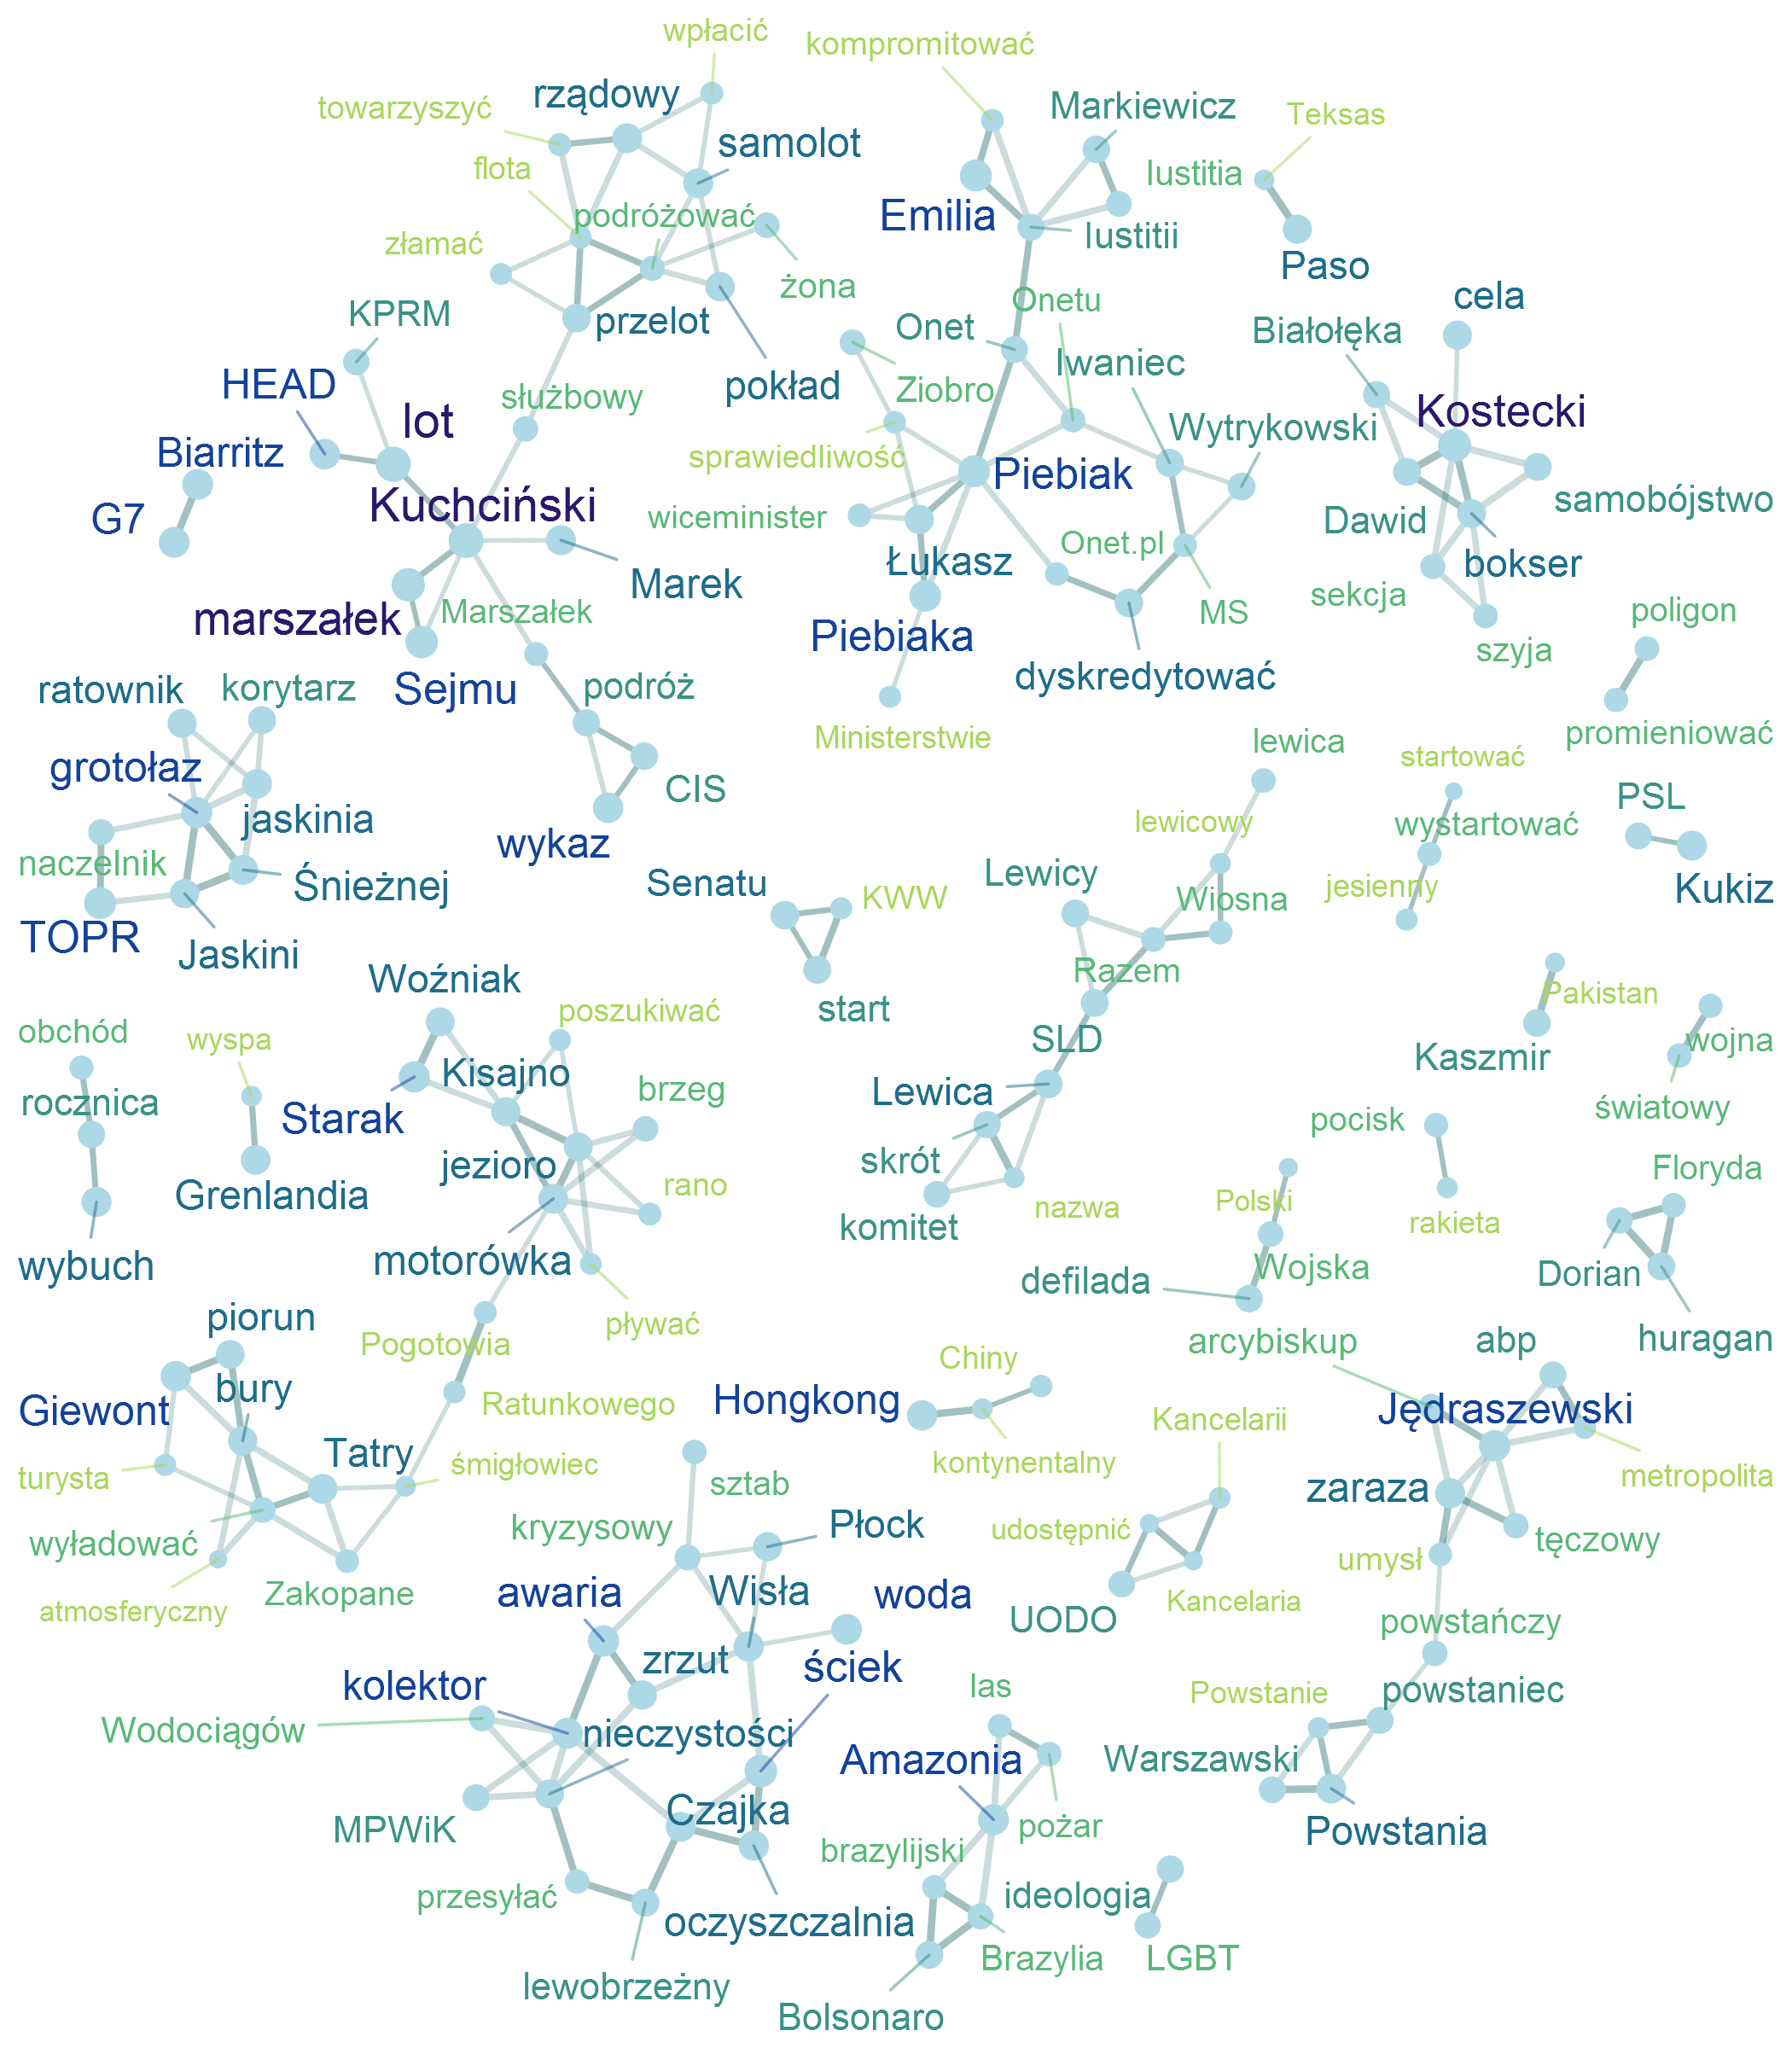 wpłacić
kompromitować
rządowy
towarzyszyć
Markiewicz
Teksas
samolot
flota
Iustitia
podróżować
Emilia
złamać
Iustitii
Paso
żona
cela
Onetu
KPRM
przelot
Onet
Białołęka
Iwaniec
HEAD
pokład
Ziobro
służbowy
lot
Kostecki
Wytrykowski
Biarritz
sprawiedliwość
Piebiak
Kuchciński
samobójstwo
G7
wiceminister
Dawid
Onet.pl
Łukasz
bokser
Marek
sekcja
poligon
Marszałek
MS
marszałek
Piebiaka
szyja
dyskredytować
ratownik
korytarz
podróż
Sejmu
promieniować
Ministerstwie
lewica
startować
grotołaz
CIS
PSL
jaskinia
lewicowy
wystartować
wykaz
naczelnik
Lewicy
Śnieżnej
Senatu
KWW
Wiosna
jesienny
Kukiz
TOPR
Jaskini
Woźniak
Razem
Pakistan
start
poszukiwać
obchód
wyspa
SLD
wojna
Kaszmir
Kisajno
brzeg
rocznica
Lewica
światowy
Starak
pocisk
skrót
jezioro
Floryda
rano
Grenlandia
nazwa
Polski
rakieta
komitet
motorówka
wybuch
Wojska
defilada
Dorian
piorun
pływać
huragan
Pogotowia
arcybiskup
abp
Chiny
bury
Hongkong
Giewont
Ratunkowego
Jędraszewski
Kancelarii
Tatry
kontynentalny
śmigłowiec
turysta
metropolita
sztab
zaraza
kryzysowy
Płock
udostępnić
wyładować
tęczowy
umysł
Zakopane
awaria
Wisła
woda
Kancelaria
atmosferyczny
UODO
powstańczy
zrzut
ściek
kolektor
las
Powstanie
powstaniec
Wodociągów
nieczystości
Amazonia
Warszawski
Czajka
MPWiK
pożar
Powstania
brazylijski
przesyłać
ideologia
oczyszczalnia
Brazylia
LGBT
lewobrzeżny
Bolsonaro